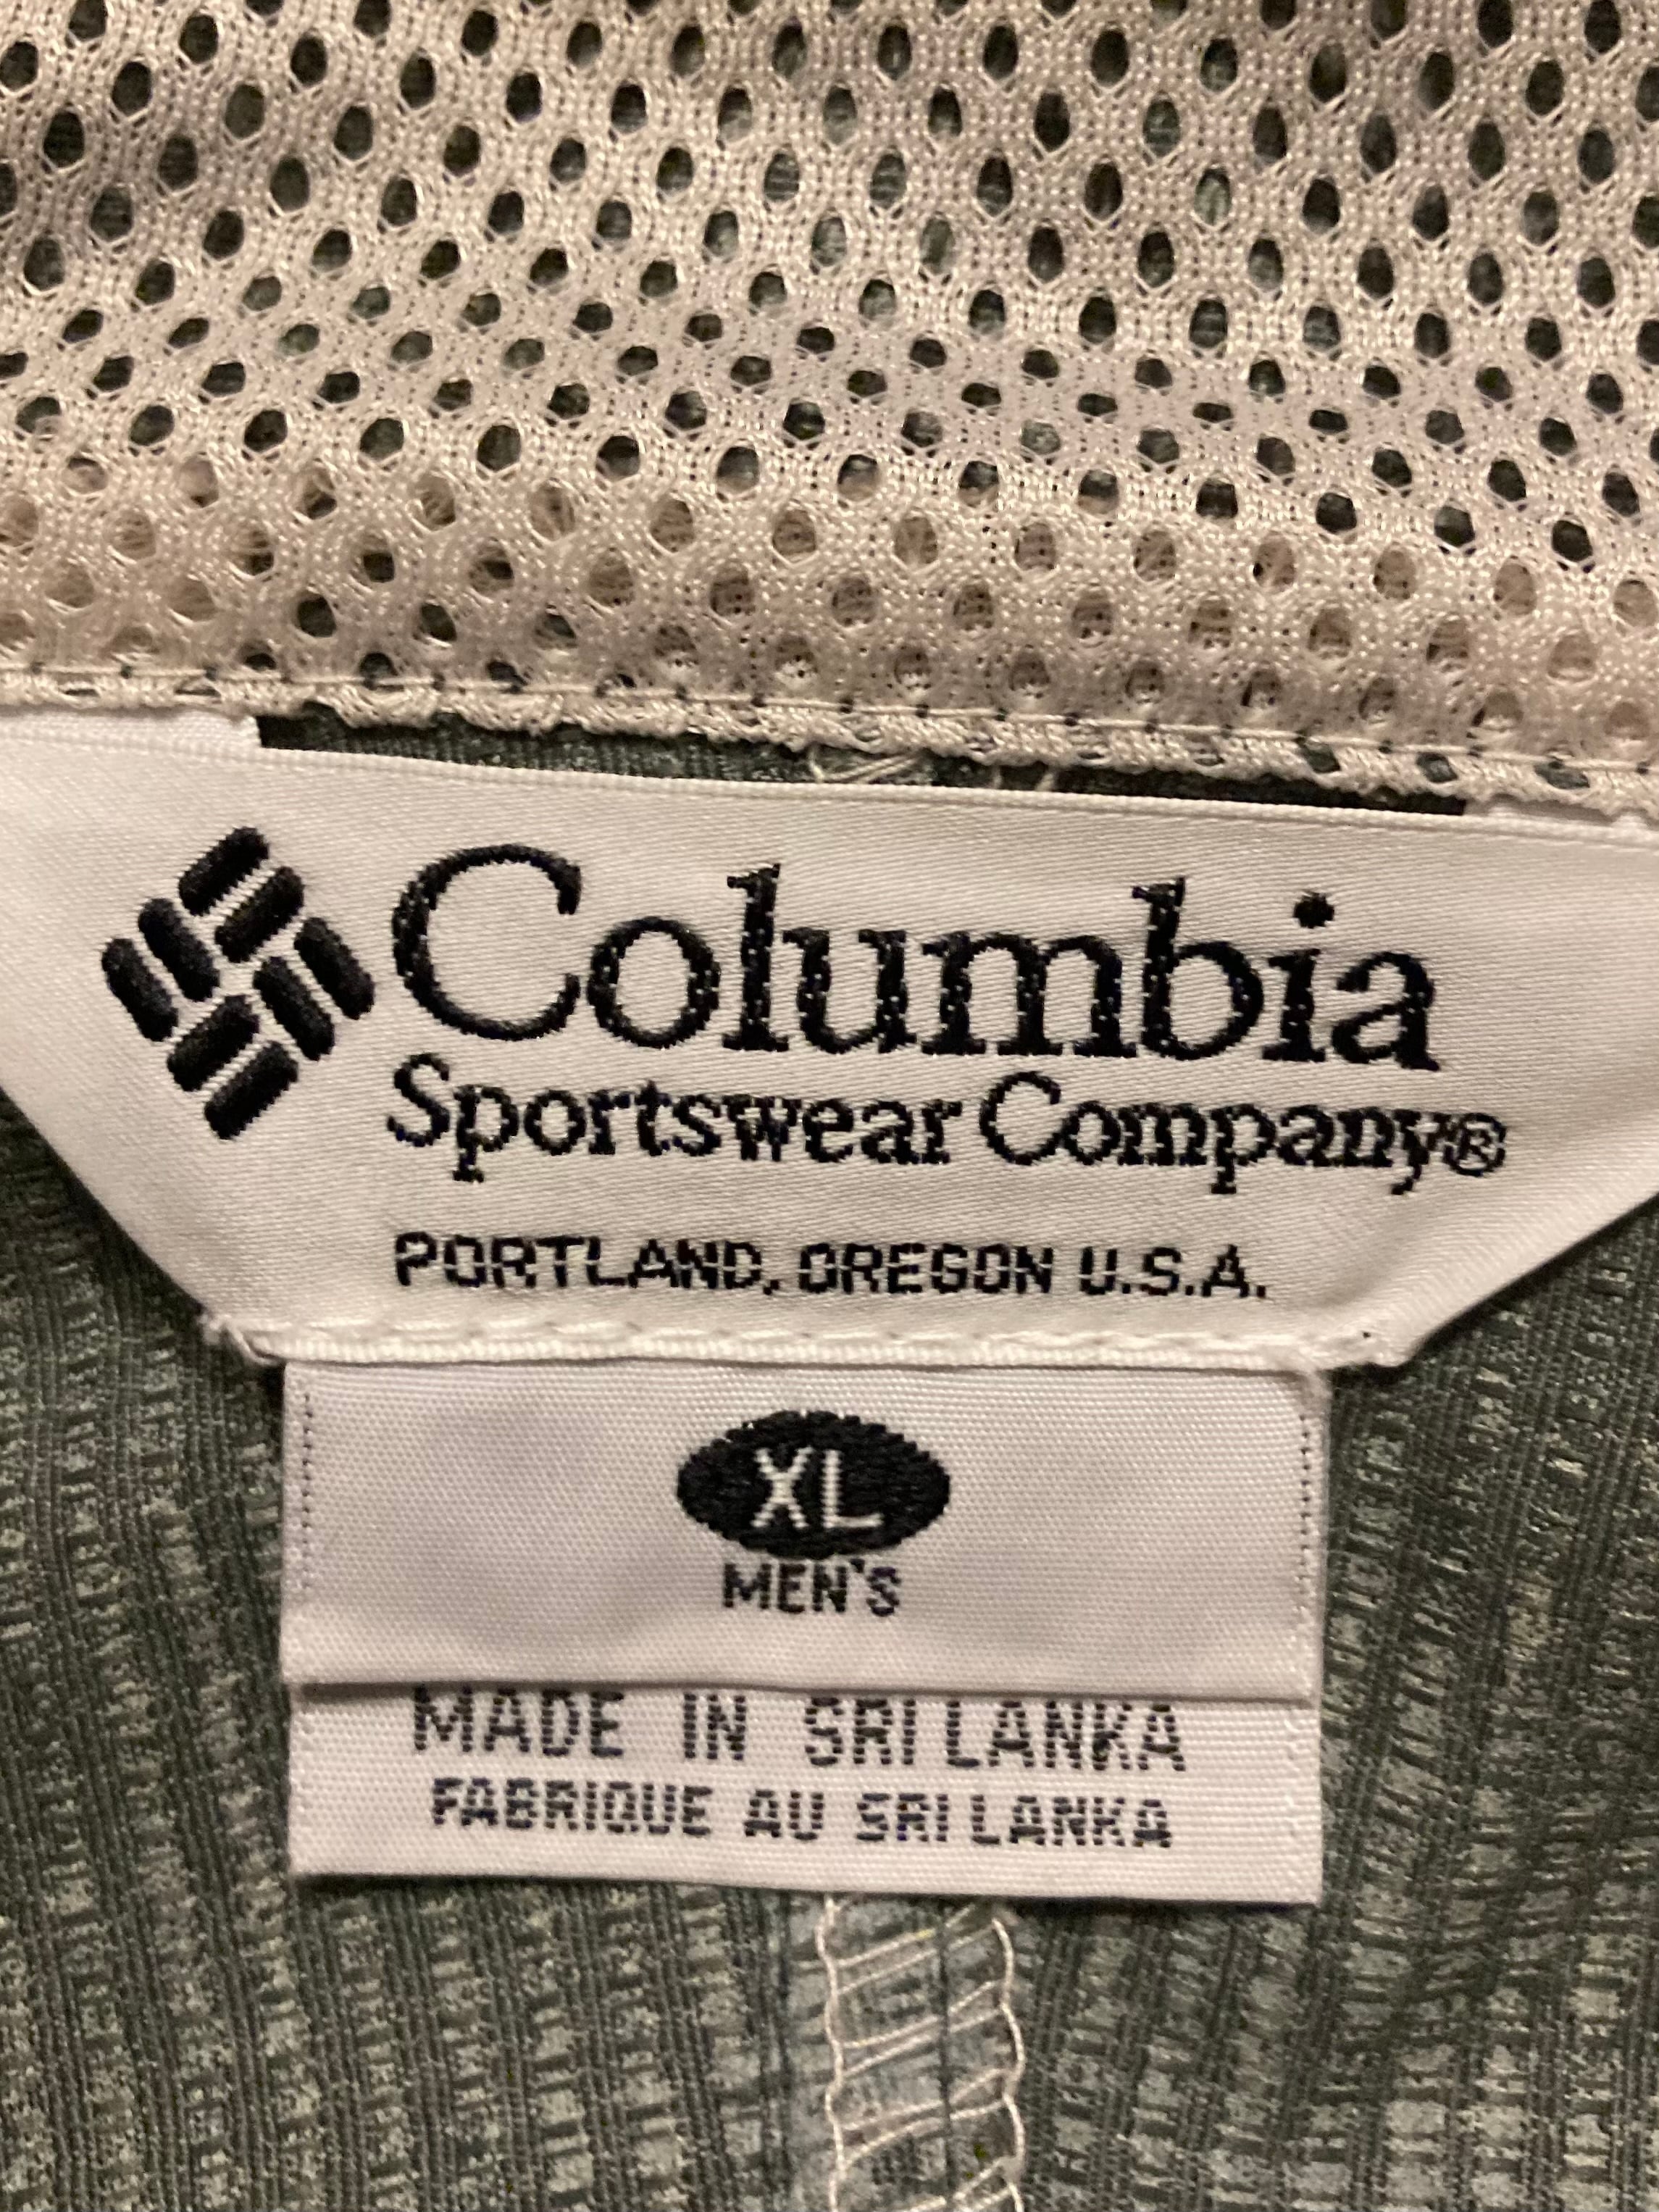 Columbia
Sportswear Company®
PORTLAND, OREGON U.S.A.
XL
MEN'S
MADE IN SRI LANKA
FABRIQUE AU SRI LANKA